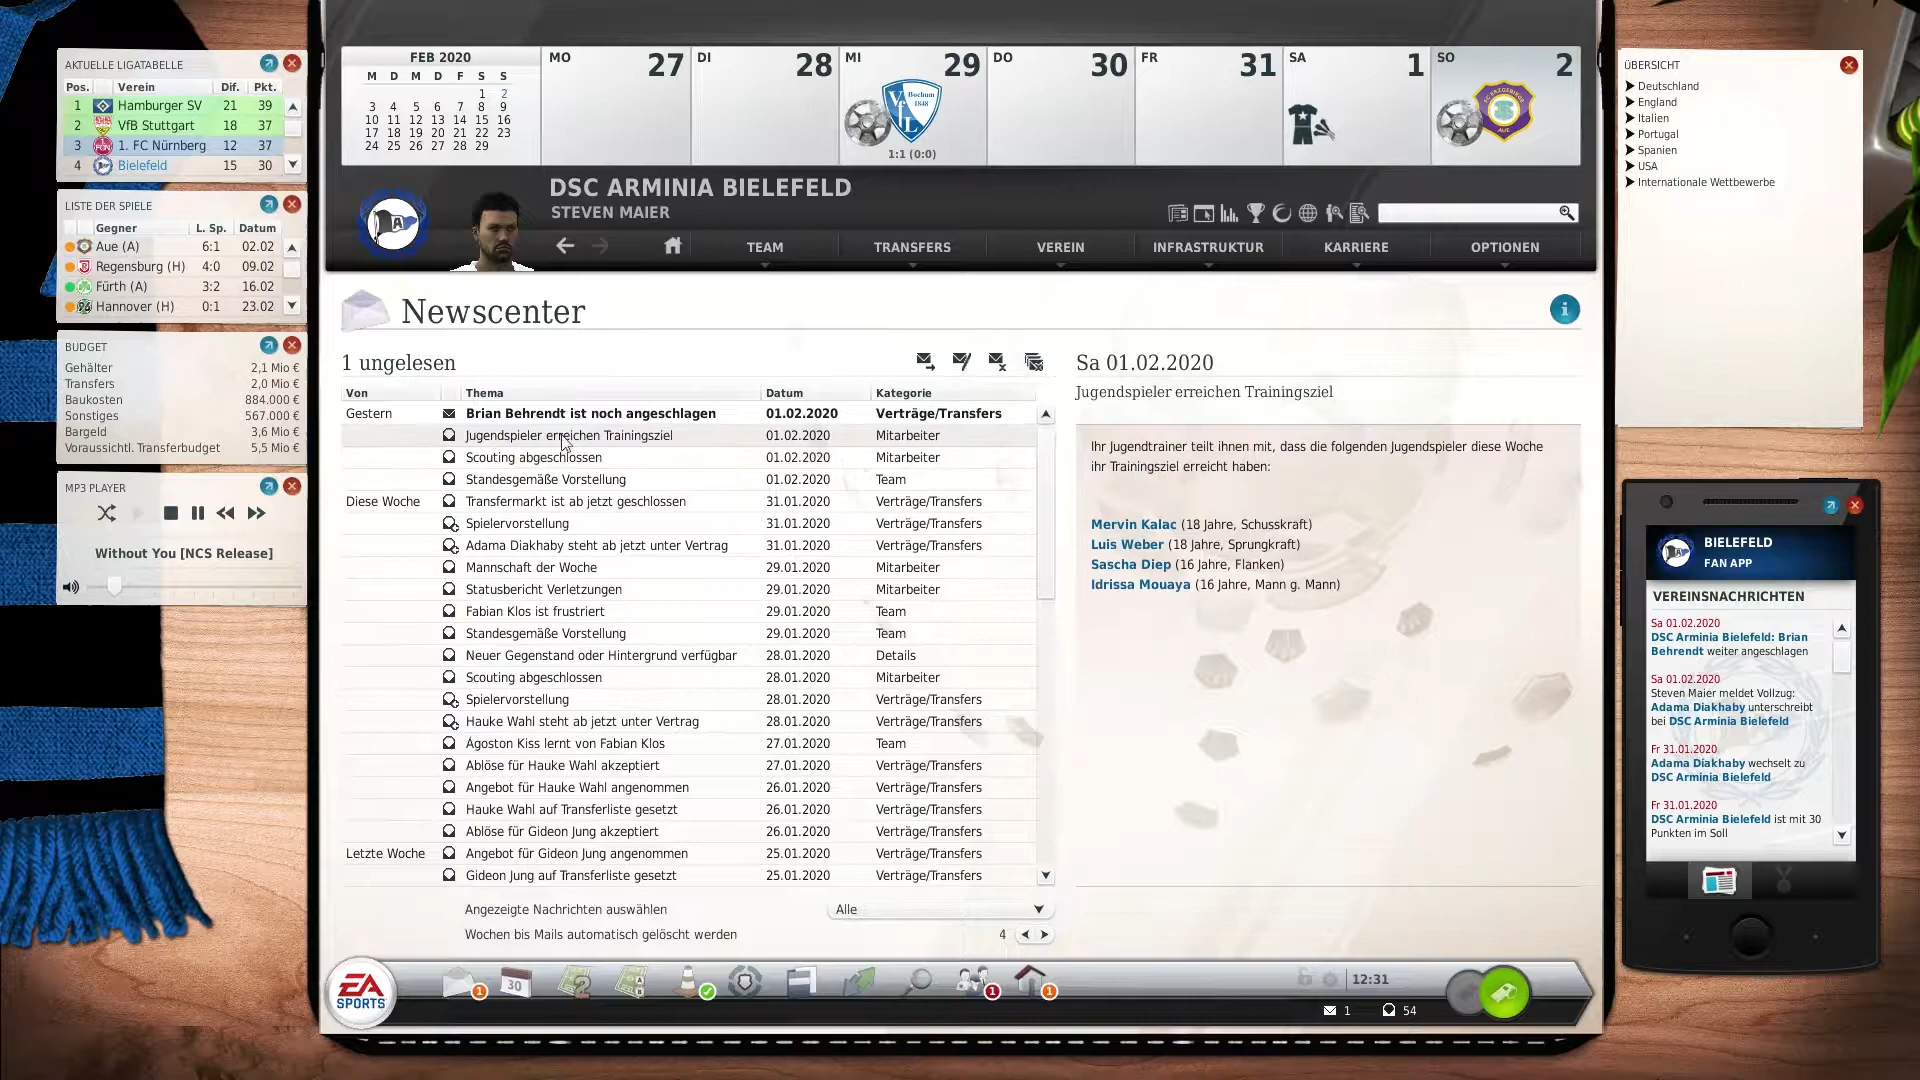 AKTUELLE LIGATABELLE
Pos. Verein Dif. Pkt.
1 Hamburger SV 21 39
2 VfB Stuttgart 18 37
3 1. FC Nürnberg 12 37
4 Bielefeld 15 30
LISTE DER SPIELE
Gegner L. Sp. Datum
Aue (A) 6:1 02.02
Regensburg (H) 4:0 09.02
Fürth (A) 3:2 16.02
Hannover (H) 0:1 23.02
BUDGET
Gehälter 2,1 Mio €
Transfers 2,0 Mio €
Baukosten 884.000 €
Sonstiges 567.000 €
Bargeld 3,6 Mio €
Voraussichtl. Transferbudget 5,5 Mio €
MP3 PLAYER
Without You [NCS Release]
FEB 2020
M D M D F S S
1 2
3 4 5 6 7 8 9
10 11 12 13 14 15 16
17 18 19 20 21 22 23
24 25 26 27 28 29
MO 27
DI 28
MI 29
VfL Bochum 1848
1:1 (0:0)
DO 30
FR 31
SA 1
SO 2
DSC ARMINIA BIELEFELD
STEVEN MAIER
TEAM
TRANSFERS
VEREIN
INFRASTRUKTUR
KARRIERE
OPTIONEN
Newscenter
1 ungelesen
Von Thema Datum Kategorie
Gestern Brian Behrendt ist noch angeschlagen 01.02.2020 Verträge/Transfers
Jugendspieler erreichen Trainingsziel 01.02.2020 Mitarbeiter
Scouting abgeschlossen 01.02.2020 Mitarbeiter
Standesgemäße Vorstellung 01.02.2020 Team
Diese Woche Transfermarkt ist ab jetzt geschlossen 31.01.2020 Verträge/Transfers
Spielervorstellung 31.01.2020 Verträge/Transfers
Adama Diakhaby steht ab jetzt unter Vertrag 31.01.2020 Verträge/Transfers
Mannschaft der Woche 29.01.2020 Mitarbeiter
Statusbericht Verletzungen 29.01.2020 Mitarbeiter
Fabian Klos ist frustriert 29.01.2020 Team
Standesgemäße Vorstellung 29.01.2020 Team
Neuer Gegenstand oder Hintergrund verfügbar 28.01.2020 Details
Scouting abgeschlossen 28.01.2020 Mitarbeiter
Spielervorstellung 28.01.2020 Verträge/Transfers
Hauke Wahl steht ab jetzt unter Vertrag 28.01.2020 Verträge/Transfers
Ágoston Kiss lernt von Fabian Klos 27.01.2020 Team
Ablöse für Hauke Wahl akzeptiert 27.01.2020 Verträge/Transfers
Angebot für Hauke Wahl angenommen 26.01.2020 Verträge/Transfers
Hauke Wahl auf Transferliste gesetzt 26.01.2020 Verträge/Transfers
Ablöse für Gideon Jung akzeptiert 26.01.2020 Verträge/Transfers
Letzte Woche Angebot für Gideon Jung angenommen 25.01.2020 Verträge/Transfers
Gideon Jung auf Transferliste gesetzt 25.01.2020 Verträge/Transfers
Angezeigte Nachrichten auswählen Alle
Wochen bis Mails automatisch gelöscht werden 4
Sa 01.02.2020
Jugendspieler erreichen Trainingsziel
Ihr Jugendtrainer teilt ihnen mit, dass die folgenden Jugendspieler diese Woche
ihr Trainingsziel erreicht haben:
Mervin Kalac (18 Jahre, Schusskraft)
Luis Weber (18 Jahre, Sprungkraft)
Sascha Diep (16 Jahre, Flanken)
Idrissa Mouaya (16 Jahre, Mann g. Mann)
EA SPORTS
1
30
1
1
12:31
1 54
ÜBERSICHT
Deutschland
England
Italien
Portugal
Spanien
USA
Internationale Wettbewerbe
BIELEFELD
FAN APP
VEREINSNACHRICHTEN
Sa 01.02.2020
DSC Arminia Bielefeld: Brian
Behrendt weiter angeschlagen
Sa 01.02.2020
Steven Maier meldet Vollzug:
Adama Diakhaby unterschreibt
bei DSC Arminia Bielefeld
Fr 31.01.2020
Adama Diakhaby wechselt zu
DSC Arminia Bielefeld
Fr 31.01.2020
DSC Arminia Bielefeld ist mit 30
Punkten im Soll